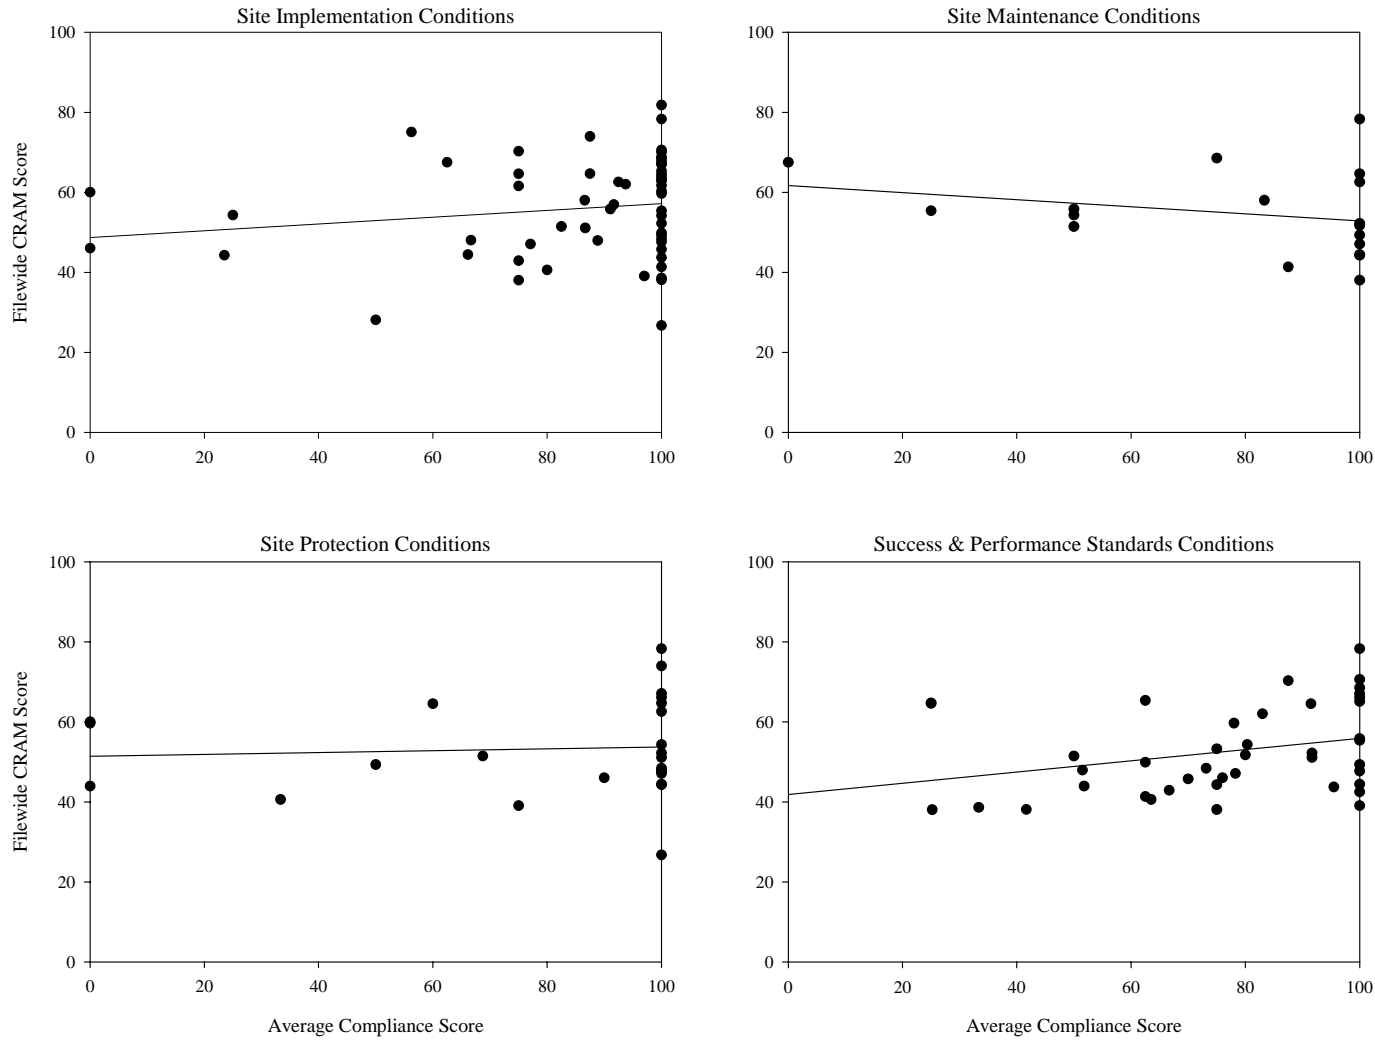 Site Implementation Conditions
Filewide CRAM Score
100
80
60
40
20
0
0 20 40 60 80 100
Site Maintenance Conditions
100
80
60
40
20
0
0 20 40 60 80 100
Site Protection Conditions
Filewide CRAM Score
100
80
60
40
20
0
0 20 40 60 80 100
Average Compliance Score
Success & Performance Standards Conditions
100
80
60
40
20
0
0 20 40 60 80 100
Average Compliance Score